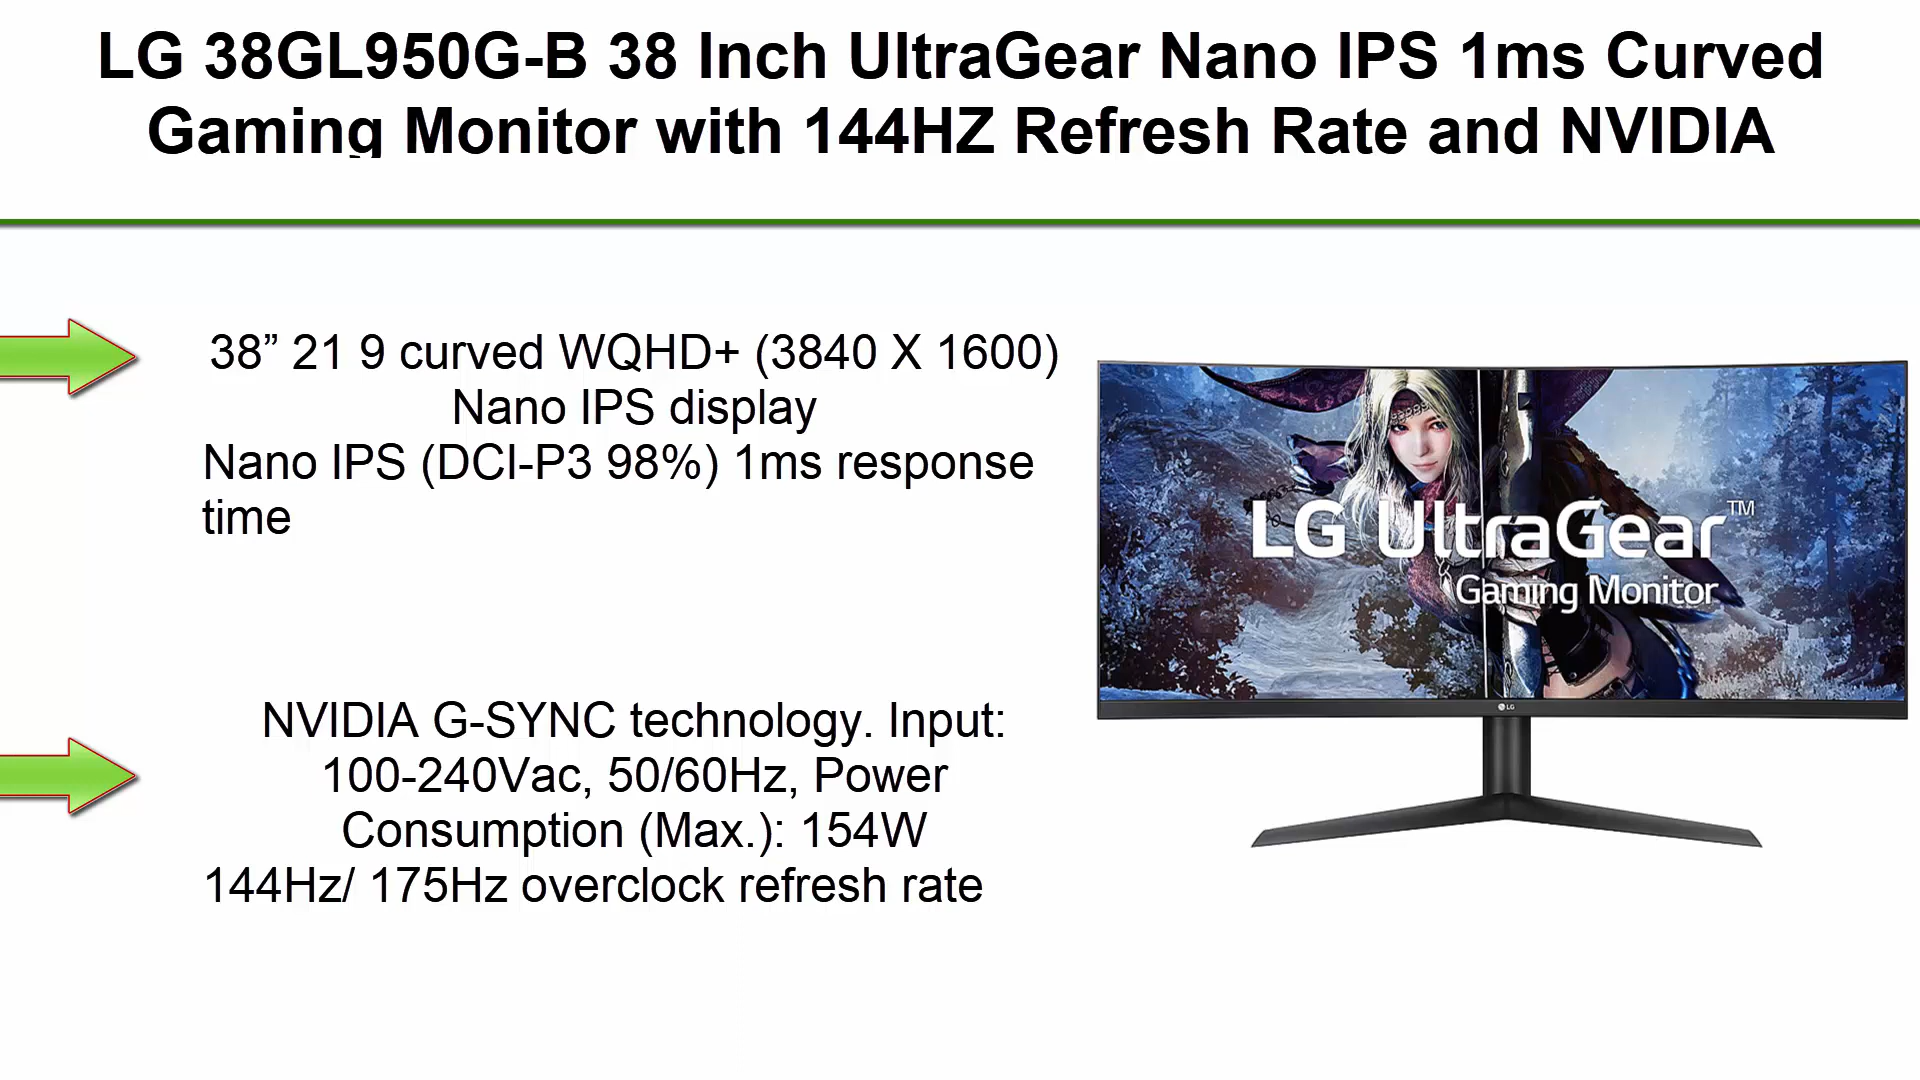 LG 38GL950G-B 38 Inch UltraGear Nano IPS 1ms Curved
Gaming Monitor with 144HZ Refresh Rate and NVIDIA
38” 21 9 curved WQHD+ (3840 X 1600)
Nano IPS display
Nano IPS (DCI-P3 98%) 1ms response
time
NVIDIA G-SYNC technology. Input:
100-240Vac, 50/60Hz, Power
Consumption (Max.): 154W
144Hz/ 175Hz overclock refresh rate
LG UltraGear™
Gaming Monitor
LG